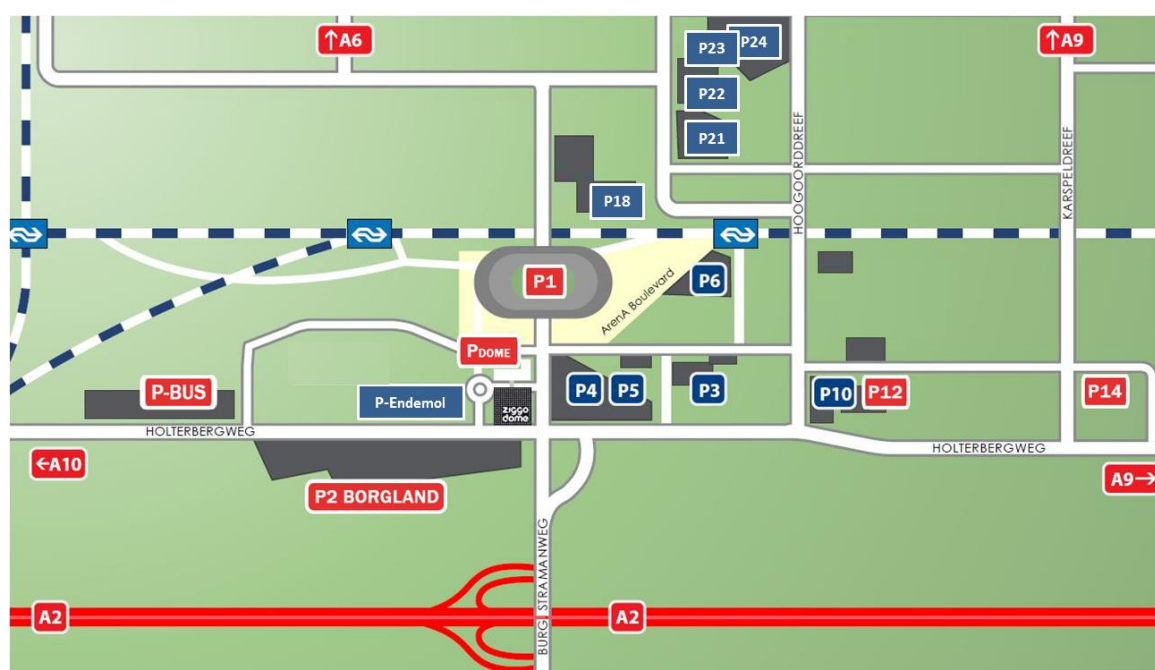 ↑A6
↑A9
P23
P24
P22
P21
HOOGOORDDREEF
KARSPELDREEF
P18
P1
P6
ArenA Boulevard
PDOME
P-BUS
P-Endemol
ziggo
dome
P4
P5
P3
P10
P12
P14
HOLTERBERGWEG
HOLTERBERGWEG
←A10
A9→
P2 BORGLAND
BURG. STRAMANWEG
A2
A2